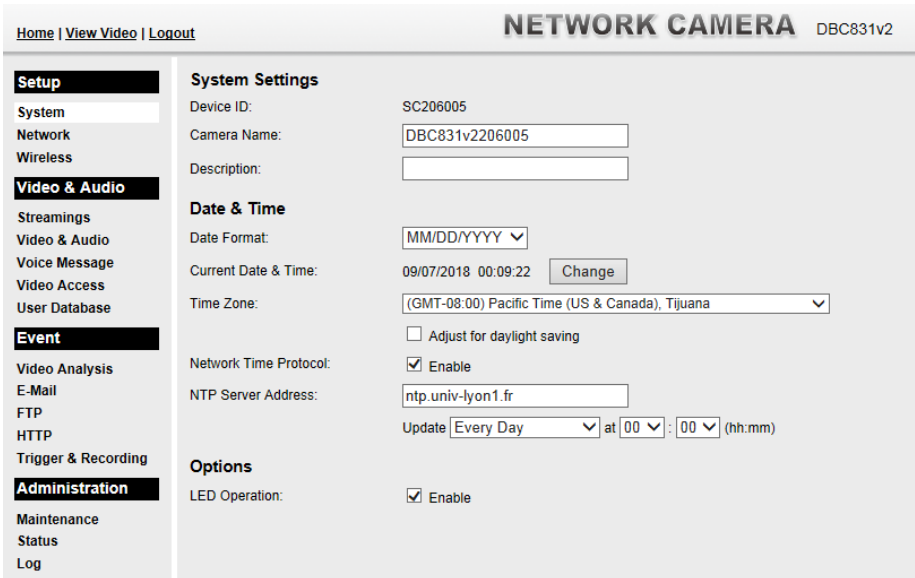 Home | View Video | Logout
NETWORK CAMERA DBC831v2
Setup
System
Network
Wireless
Video & Audio
Streamings
Video & Audio
Voice Message
Video Access
User Database
Event
Video Analysis
E-Mail
FTP
HTTP
Trigger & Recording
Administration
Maintenance
Status
Log
System Settings
Device ID: SC206005
Camera Name: DBC831v2206005
Description:
Date & Time
Date Format: MM/DD/YYYY
Current Date & Time: 09/07/2018 00:09:22 Change
Time Zone: (GMT-08:00) Pacific Time (US & Canada), Tijuana
Adjust for daylight saving
Network Time Protocol: Enable
NTP Server Address: ntp.univ-lyon1.fr
Update Every Day at 00 : 00 (hh:mm)
Options
LED Operation: Enable